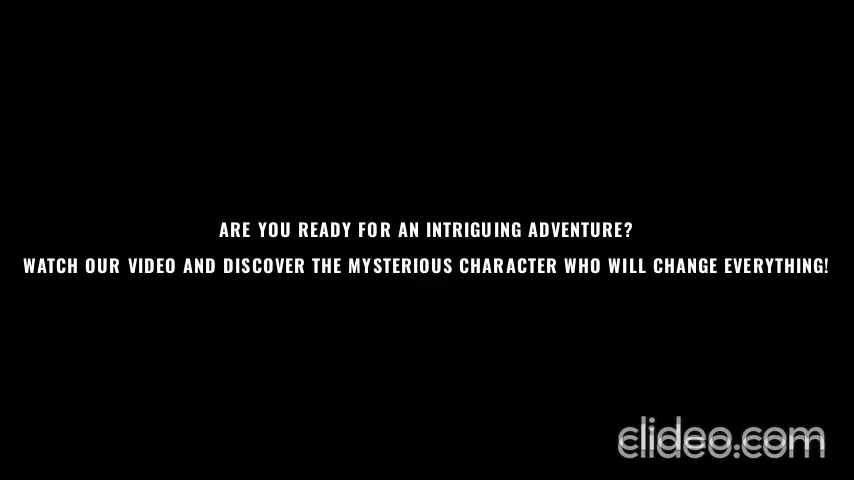 ARE YOU READY FOR AN INTRIGUING ADVENTURE?
WATCH OUR VIDEO AND DISCOVER THE MYSTERIOUS CHARACTER WHO WILL CHANGE EVERYTHING!
clideo.com